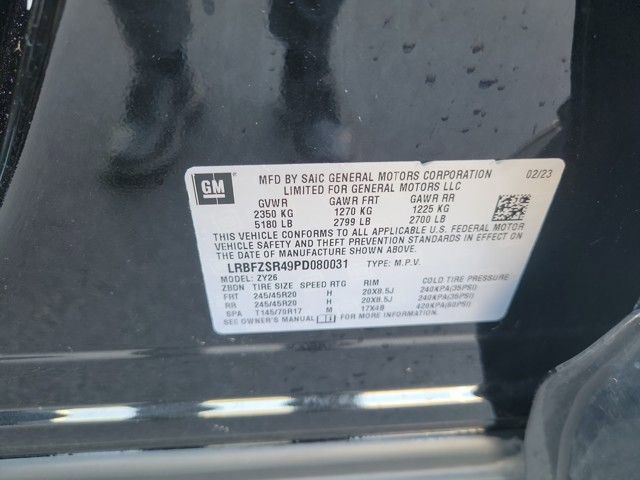 GM
MFD BY SAIC GENERAL MOTORS CORPORATION 02/23
LIMITED FOR GENERAL MOTORS LLC
GVWR GAWR FRT GAWR RR
2350 KG 1270 KG 1225 KG
5180 LB 2799 LB 2700 LB
THIS VEHICLE CONFORMS TO ALL APPLICABLE U.S. FEDERAL MOTOR
VEHICLE SAFETY AND BUMPER STANDARDS IN EFFECT ON THE
DATE OF MANUFACTURE SHOWN ABOVE.
LRBFZSR49PD080031 TYPE: M.P.V.
MODEL: ZY26
ZBDN TIRE SIZE SPEED RTG RIM COLD TIRE PRESSURE
FRT 245/45R20 H 20X8.5J 240KPA(35PSI)
RR 245/45R20 H 20X8.5J 240KPA(35PSI)
SPA T145/70R17 M 17X4B 420KPA(60PSI)
SEE OWNER'S MANUAL FOR MORE INFORMATION.